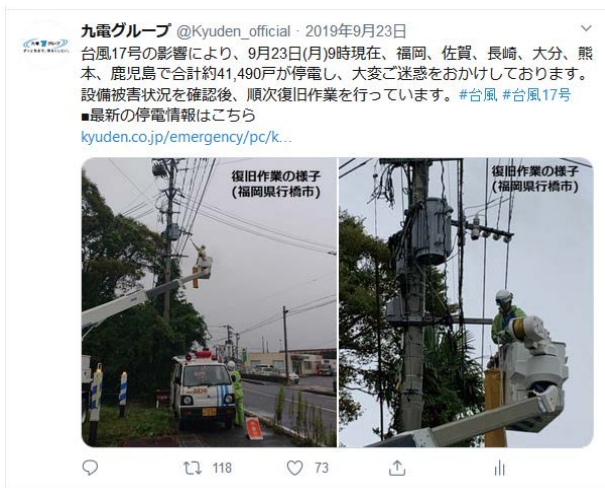 九電グループ @Kyuden_official · 2019年9月23日
台風17号の影響により、9月23日(月)9時現在、福岡、佐賀、長崎、大分、熊
本、鹿児島で合計約41,490戸が停電し、大変ご迷惑をおかけしております。
設備被害状況を確認後、順次復旧作業を行っています。#台風 #台風17号
■最新の停電情報はこちら
kyuden.co.jp/emergency/pc/k...
復旧作業の様子
(福岡県行橋市)
復旧作業の様子
(福岡県行橋市)
118
73